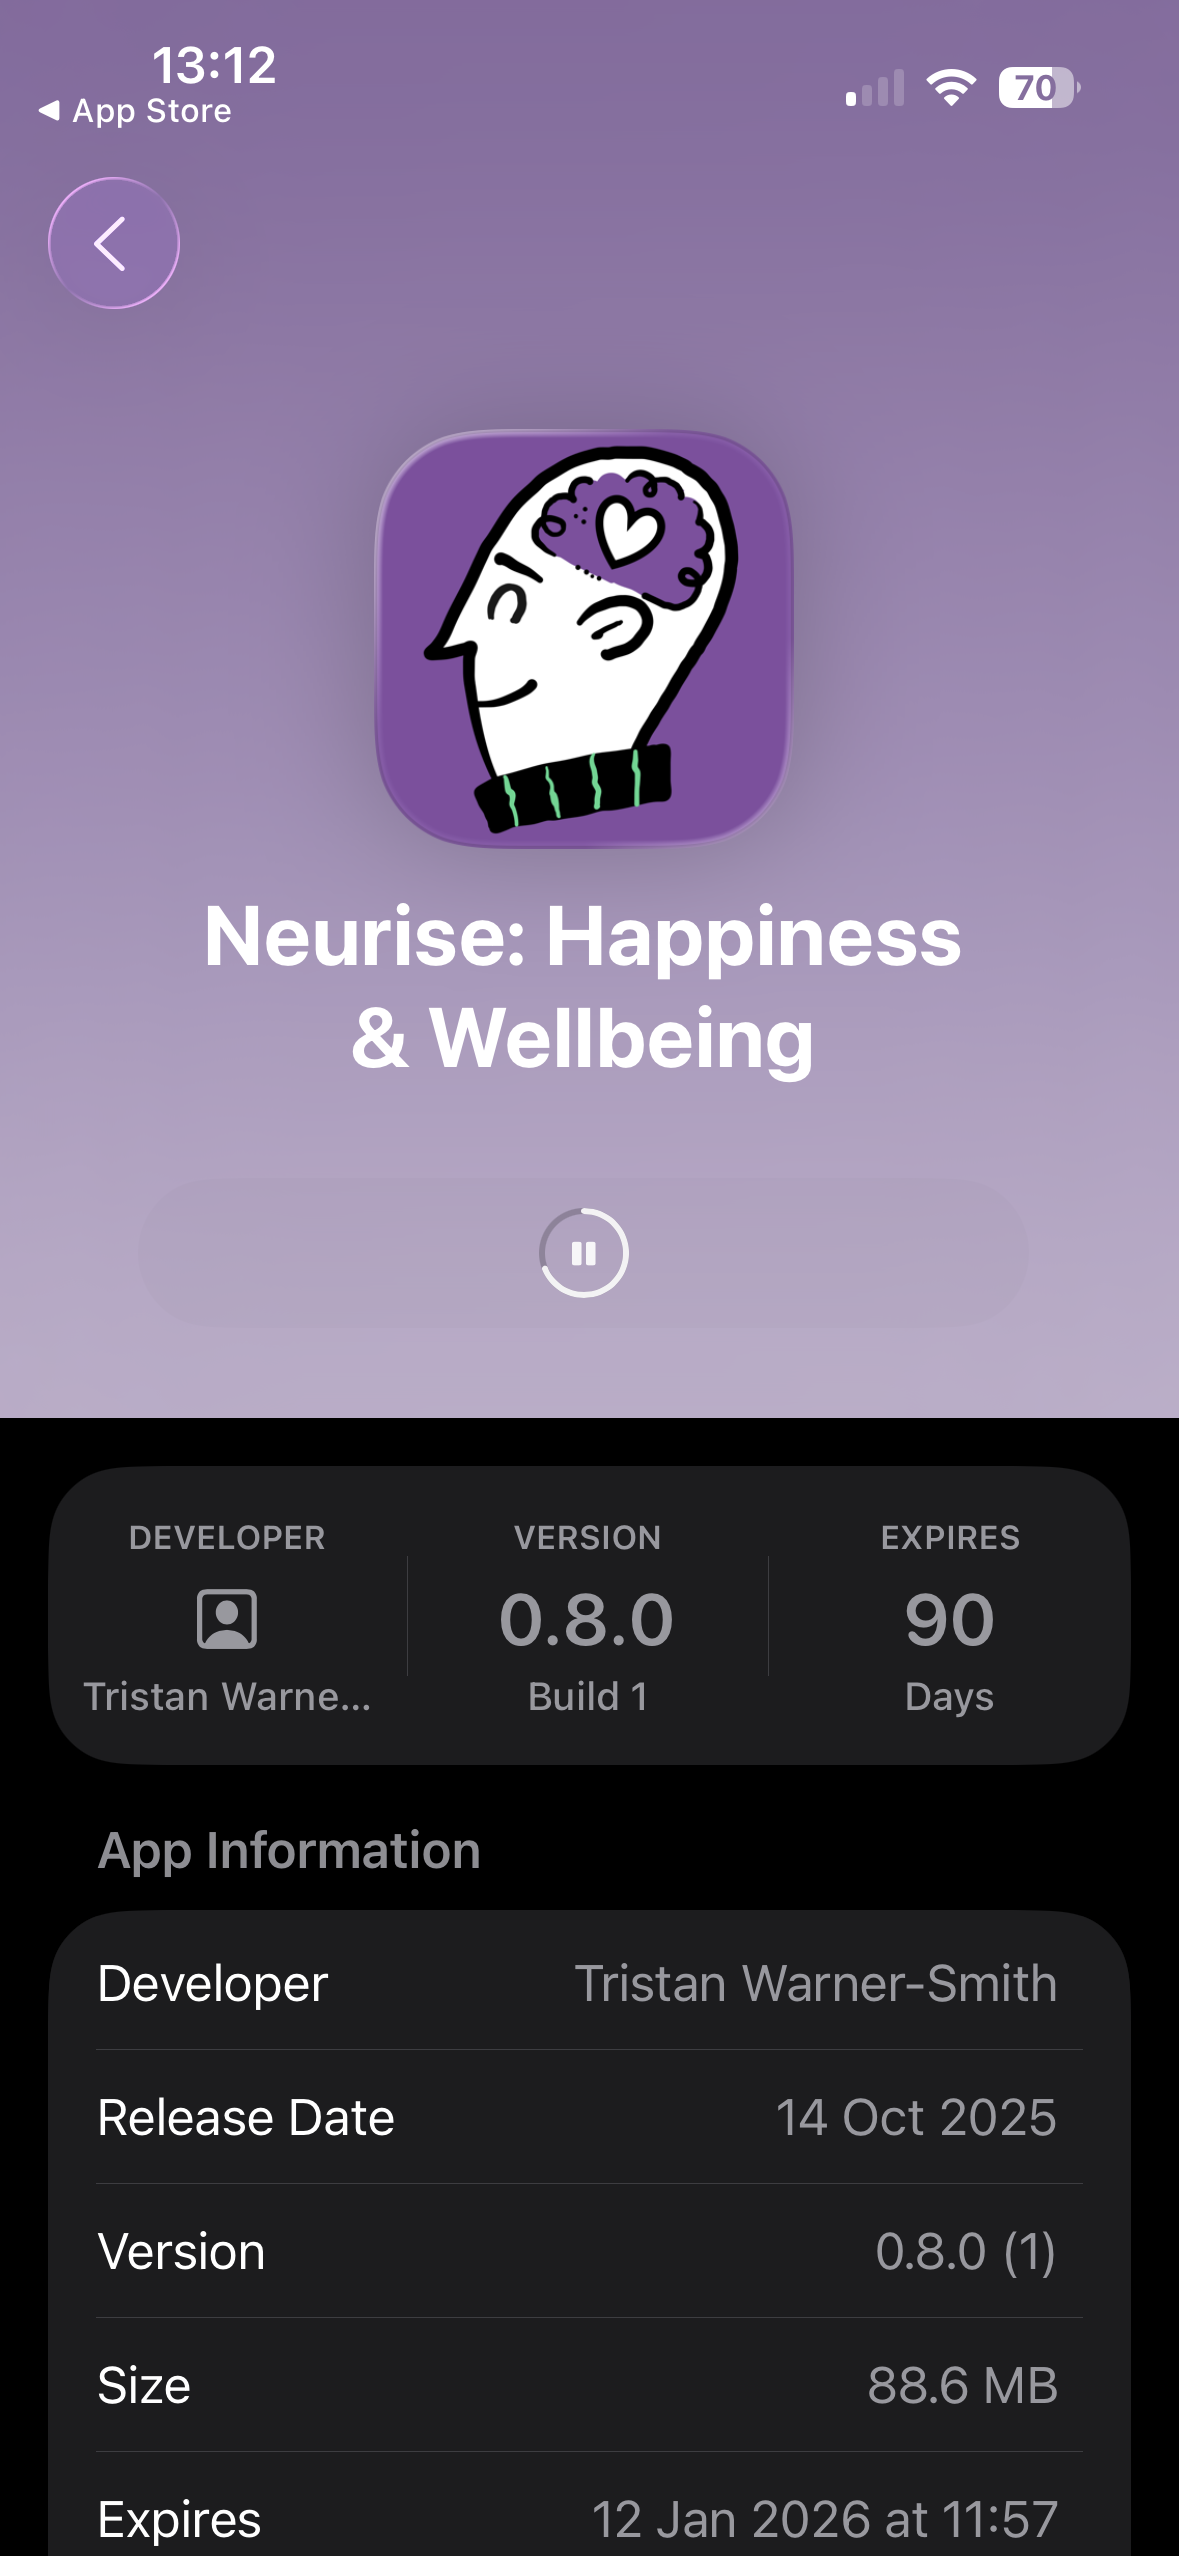 13:12
App Store
70
Neurise: Happiness
& Wellbeing
DEVELOPER
Tristan Warne...
VERSION
0.8.0
Build 1
EXPIRES
90
Days
App Information
Developer
Tristan Warner-Smith
Release Date
14 Oct 2025
Version
0.8.0 (1)
Size
88.6 MB
Expires
12 Jan 2026 at 11:57